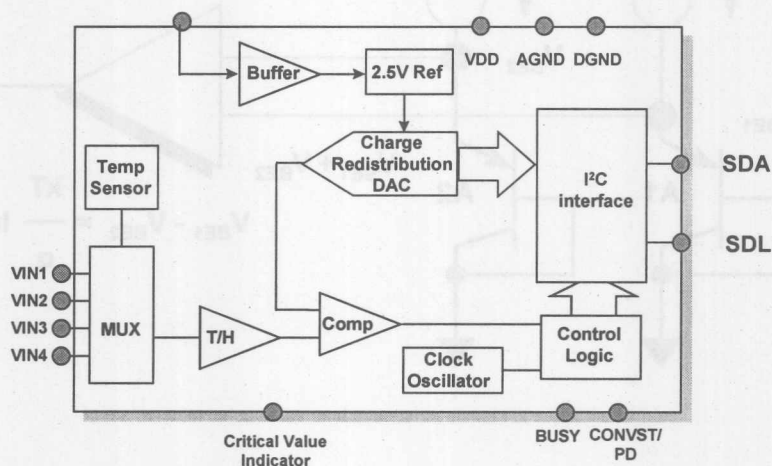 VDD
AGND
DGND
Buffer
2.5V Ref
Charge
Redistribution
DAC
I²C
interface
SDA
SDL
Temp
Sensor
VIN1
VIN2
VIN3
VIN4
MUX
T/H
Comp
Control
Logic
Clock
Oscillator
Critical Value
Indicator
BUSY
CONVST/
PD